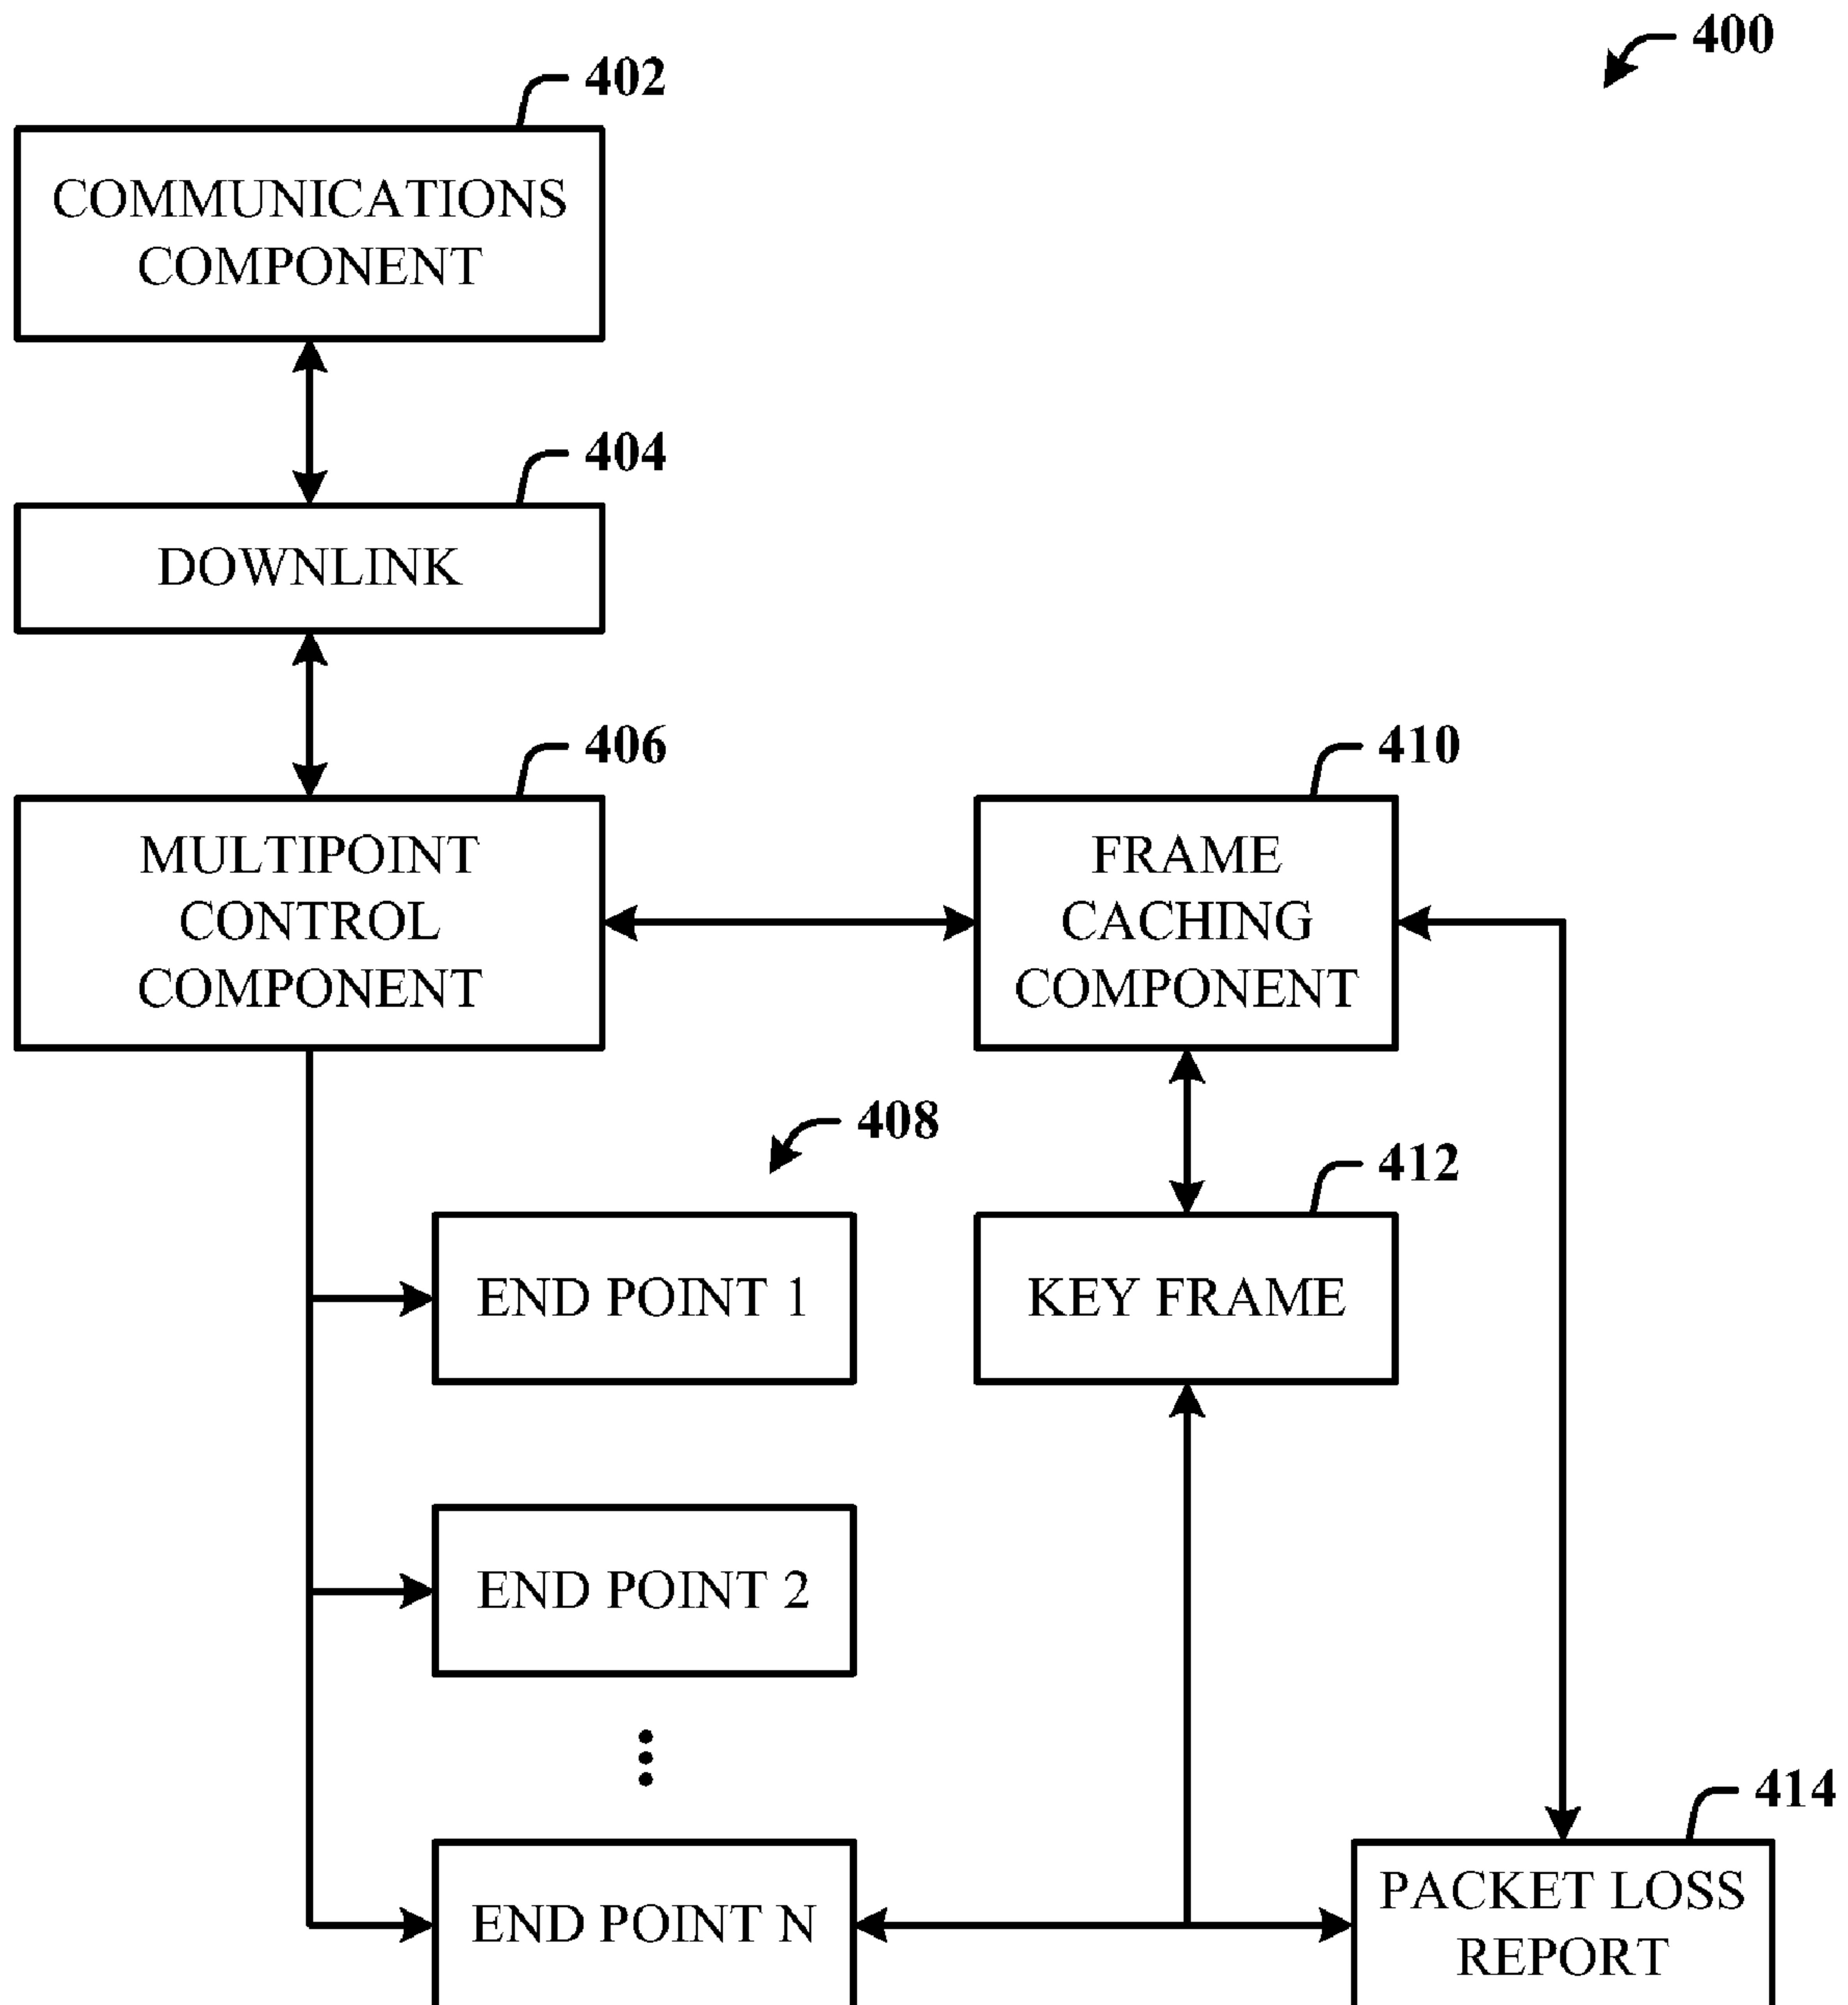 400
402
COMMUNICATIONS
COMPONENT
404
DOWNLINK
406
MULTIPOINT
CONTROL
COMPONENT
410
FRAME
CACHING
COMPONENT
408
412
END POINT 1
KEY FRAME
END POINT 2
414
END POINT N
PACKET LOSS
REPORT